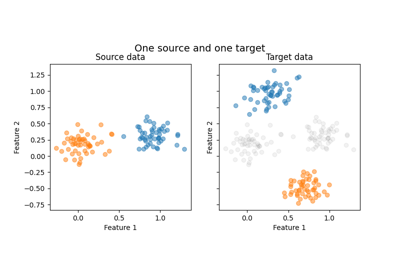 One source and one target
Source data
Target data
1.25
1.00
0.75
0.50
0.25
0.00
−0.25
−0.50
−0.75
Feature 2
Feature 2
0.0 0.5 1.0
0.0 0.5 1.0
Feature 1
Feature 1